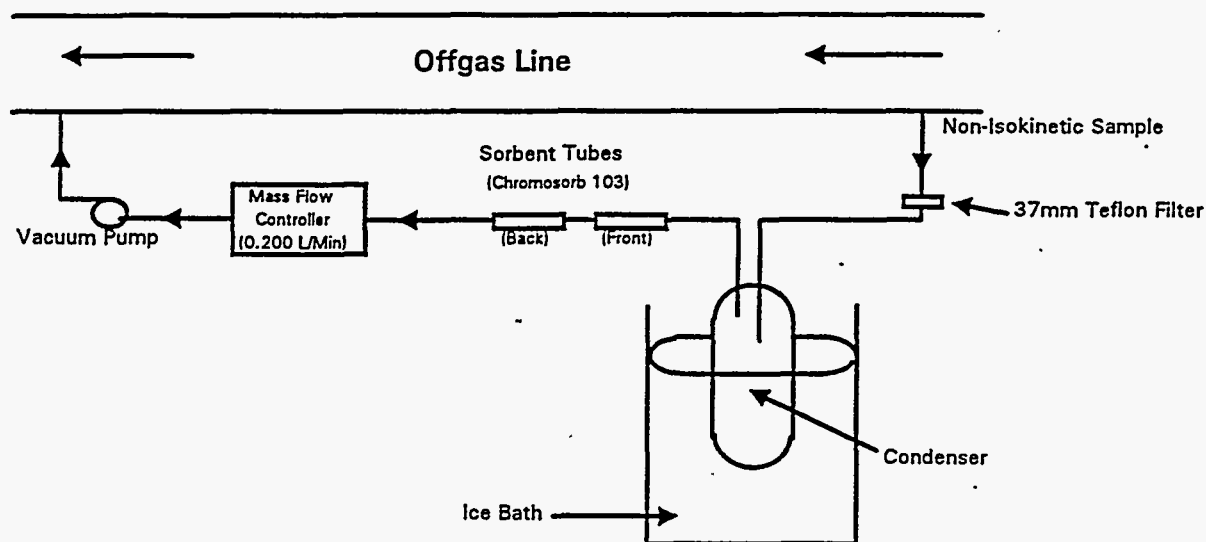 Offgas Line
Non-Isokinetic Sample
Sorbent Tubes
(Chromosorb 103)
Mass Flow
Controller
(0.200 L/Min)
37mm Teflon Filter
Vacuum Pump
(Back)
(Front)
Condenser
Ice Bath